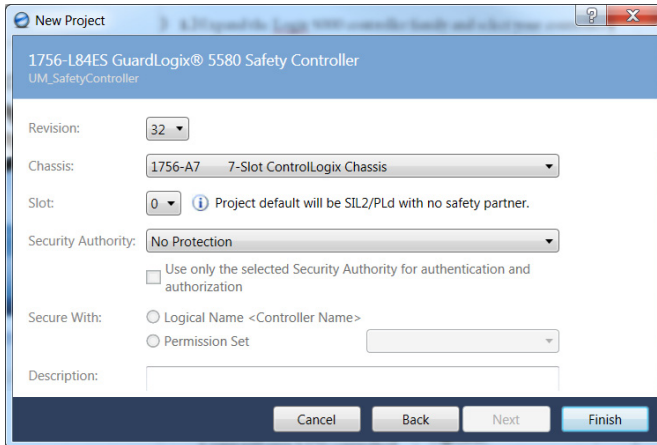 New Project
1756-L84ES GuardLogix® 5580 Safety Controller
UM_SafetyController
Revision:
32
Chassis:
1756-A7 7-Slot ControlLogix Chassis
Slot:
0
Project default will be SIL2/PLd with no safety partner.
Security Authority:
No Protection
Use only the selected Security Authority for authentication and
authorization
Secure With:
Logical Name <Controller Name>
Permission Set
Description:
Cancel
Back
Next
Finish